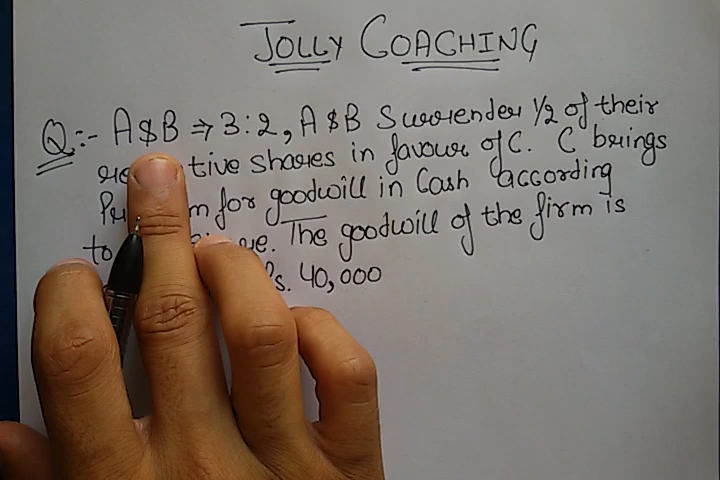 JOLLY COACHING
Q:- A $ B ⇒ 3:2, A $ B Surrender 1/2 of their
tive shares in favour of C. C brings
for goodwill in Cash according
to The goodwill of the firm is
40,000